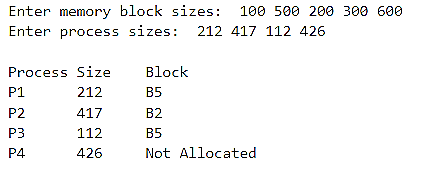 Enter memory block sizes:  100 500 200 300 600
Enter process sizes:  212 417 112 426

Process Size    Block
P1      212     B5
P2      417     B2
P3      112     B5
P4      426     Not Allocated